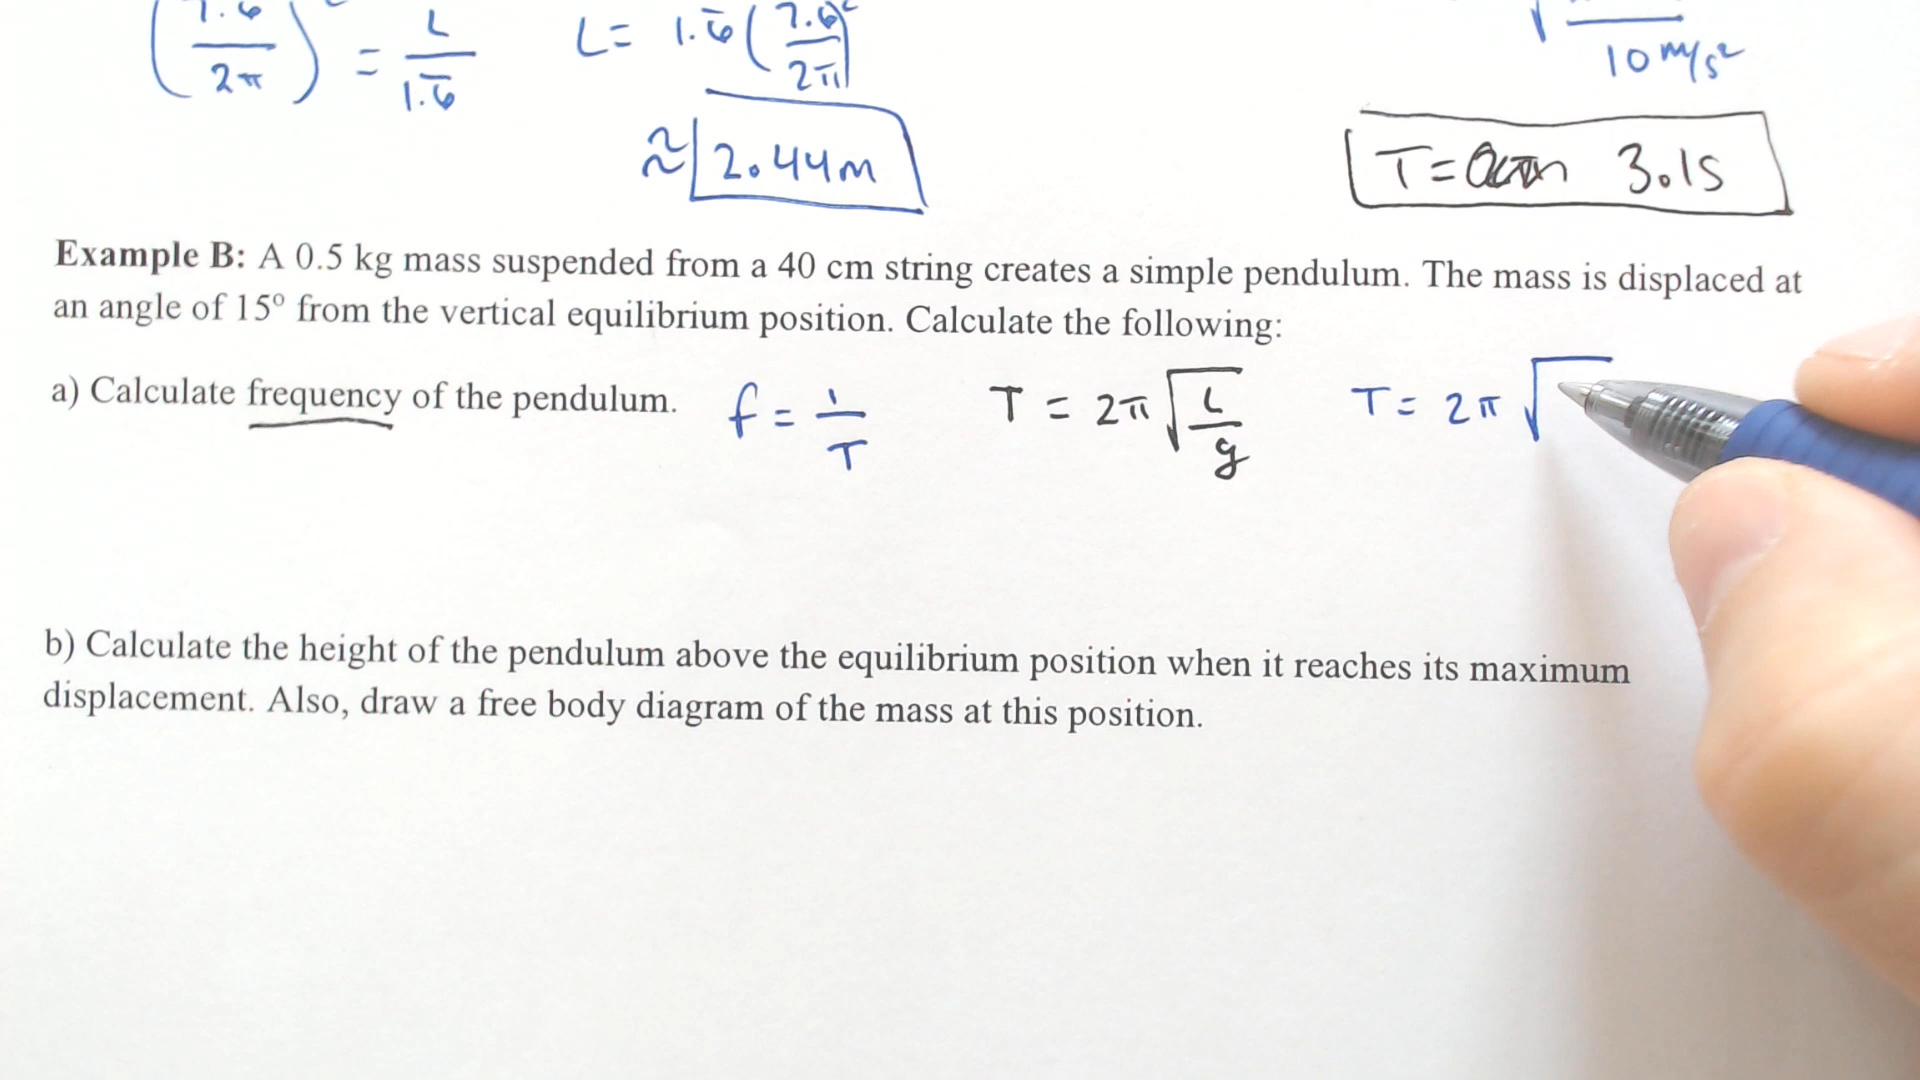 (7.6/2π)² = L/1.6̄
L = 1.6̄(7.6/2π)²
≈ 2.44m
10 m/s²
T= 3.1s
Example B: A 0.5 kg mass suspended from a 40 cm string creates a simple pendulum. The mass is displaced at
an angle of 15º from the vertical equilibrium position. Calculate the following:
a) Calculate frequency of the pendulum. f = 1/T T = 2π√(L/g) T= 2π√
b) Calculate the height of the pendulum above the equilibrium position when it reaches its maximum
displacement. Also, draw a free body diagram of the mass at this position.